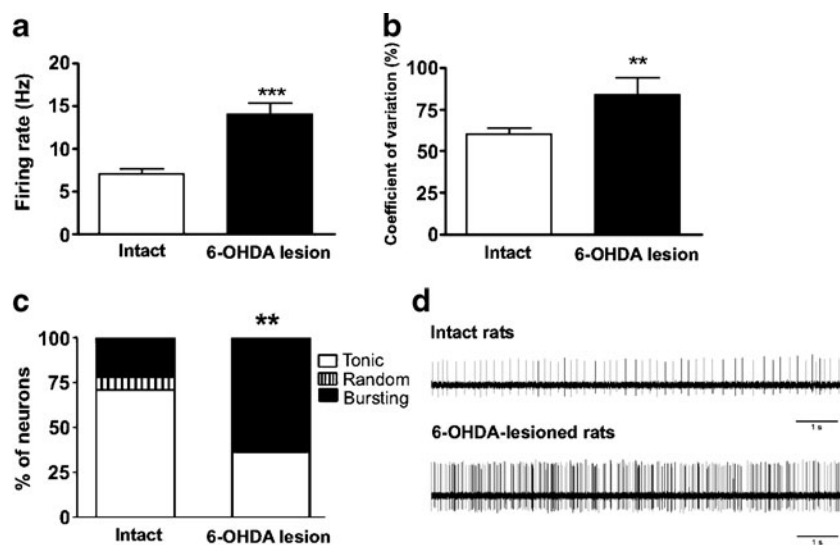 a
Firing rate (Hz)
20
15
10
5
0
***
Intact
6-OHDA lesion
b
Coefficient of variation (%)
100
75
50
25
0
**
Intact
6-OHDA lesion
c
% of neurons
100
75
50
25
0
**
Intact
6-OHDA lesion
Tonic
Random
Bursting
d
Intact rats
1 s
6-OHDA-lesioned rats
1 s